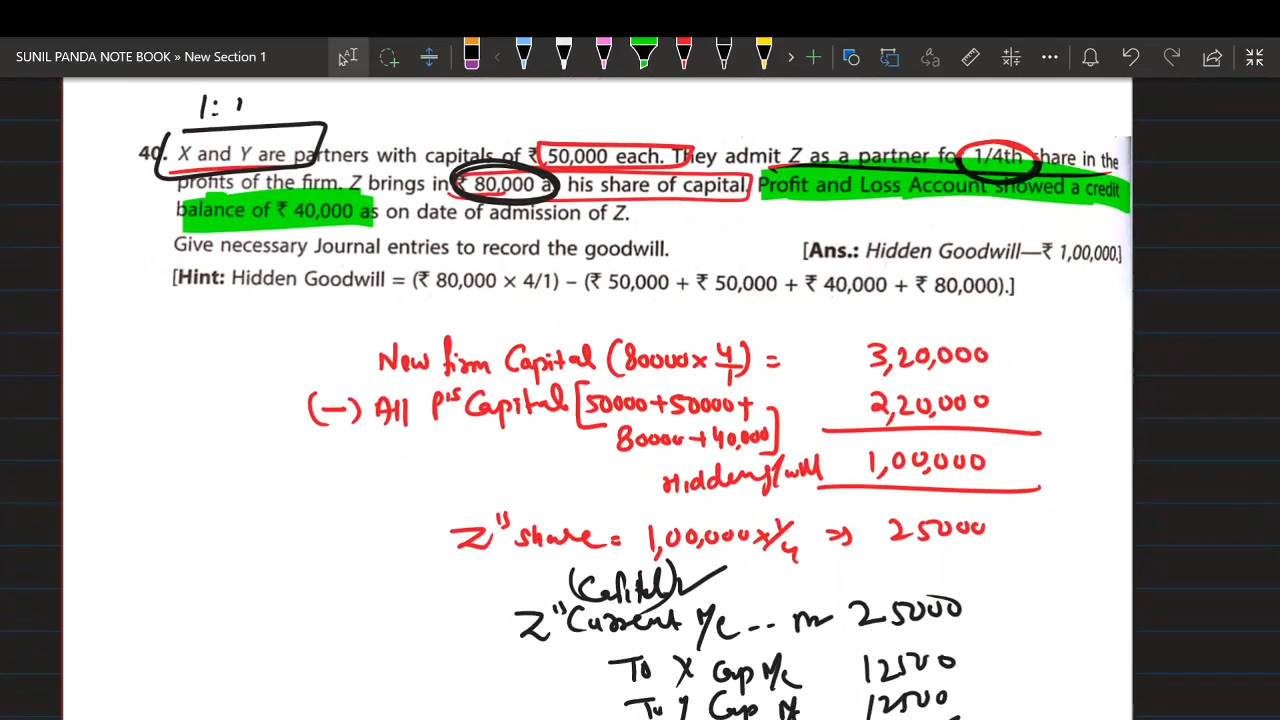 SUNIL PANDA NOTE BOOK » New Section 1
1:1
40. X and Y are partners with capitals of ₹ 50,000 each. They admit Z as a partner for 1/4th share in the
profits of the firm. Z brings in ₹ 80,000 as his share of capital. Profit and Loss Account showed a credit
balance of ₹ 40,000 as on date of admission of Z.
Give necessary Journal entries to record the goodwill. [Ans.: Hidden Goodwill—₹ 1,00,000.]
[Hint: Hidden Goodwill = (₹ 80,000 × 4/1) – (₹ 50,000 + ₹ 50,000 + ₹ 40,000 + ₹ 80,000).]
New firm Capital (80000 x 4/1) = 3,20,000
(-) All P's Capital [50000+50000+ 2,20,000
80000+40,000]
Hidden g/will 1,00,000
Z's share = 1,00,000 x 1/4 ⇒ 25000
(Capital)
Z's Current A/c ... Dr 25000
To X Cap A/c 12500
To Y Cap A/c 12500